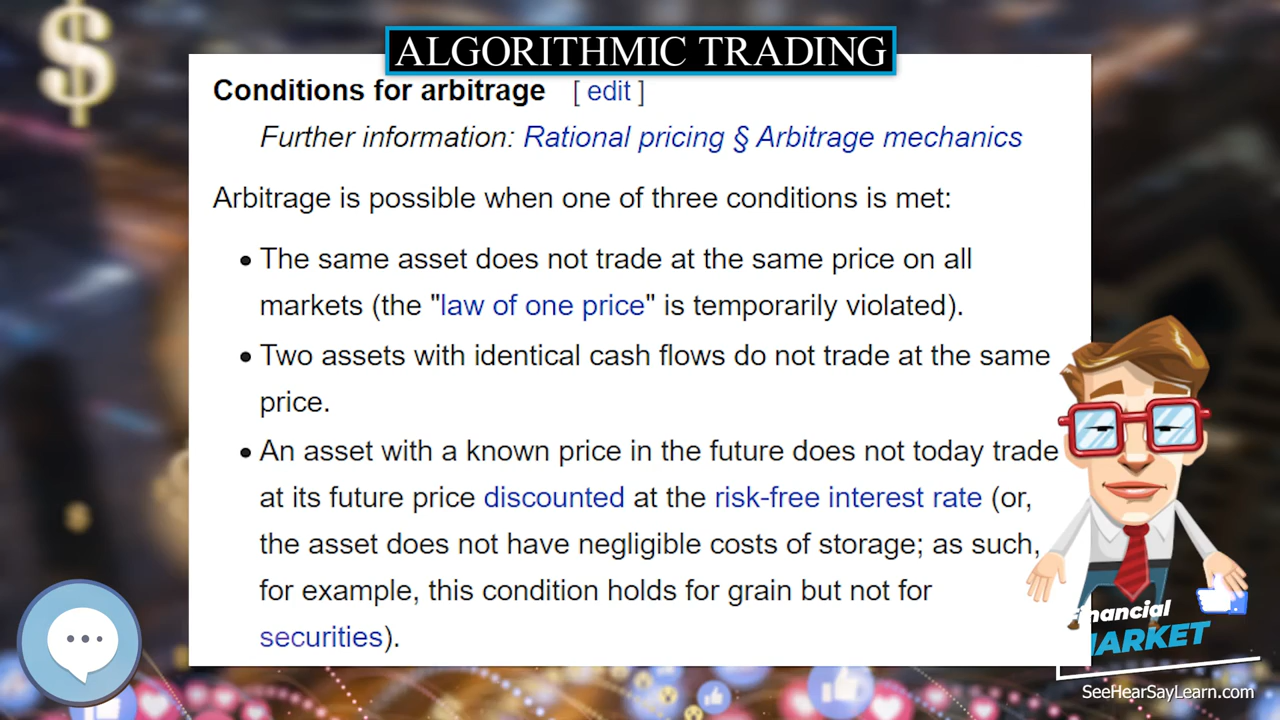 ALGORITHMIC TRADING
Conditions for arbitrage [ edit ]
Further information: Rational pricing § Arbitrage mechanics
Arbitrage is possible when one of three conditions is met:
• The same asset does not trade at the same price on all
markets (the "law of one price" is temporarily violated).
• Two assets with identical cash flows do not trade at the same
price.
• An asset with a known price in the future does not today trade
at its future price discounted at the risk-free interest rate (or,
the asset does not have negligible costs of storage; as such,
for example, this condition holds for grain but not for
securities).
Financial
MARKET
SeeHearSayLearn.com